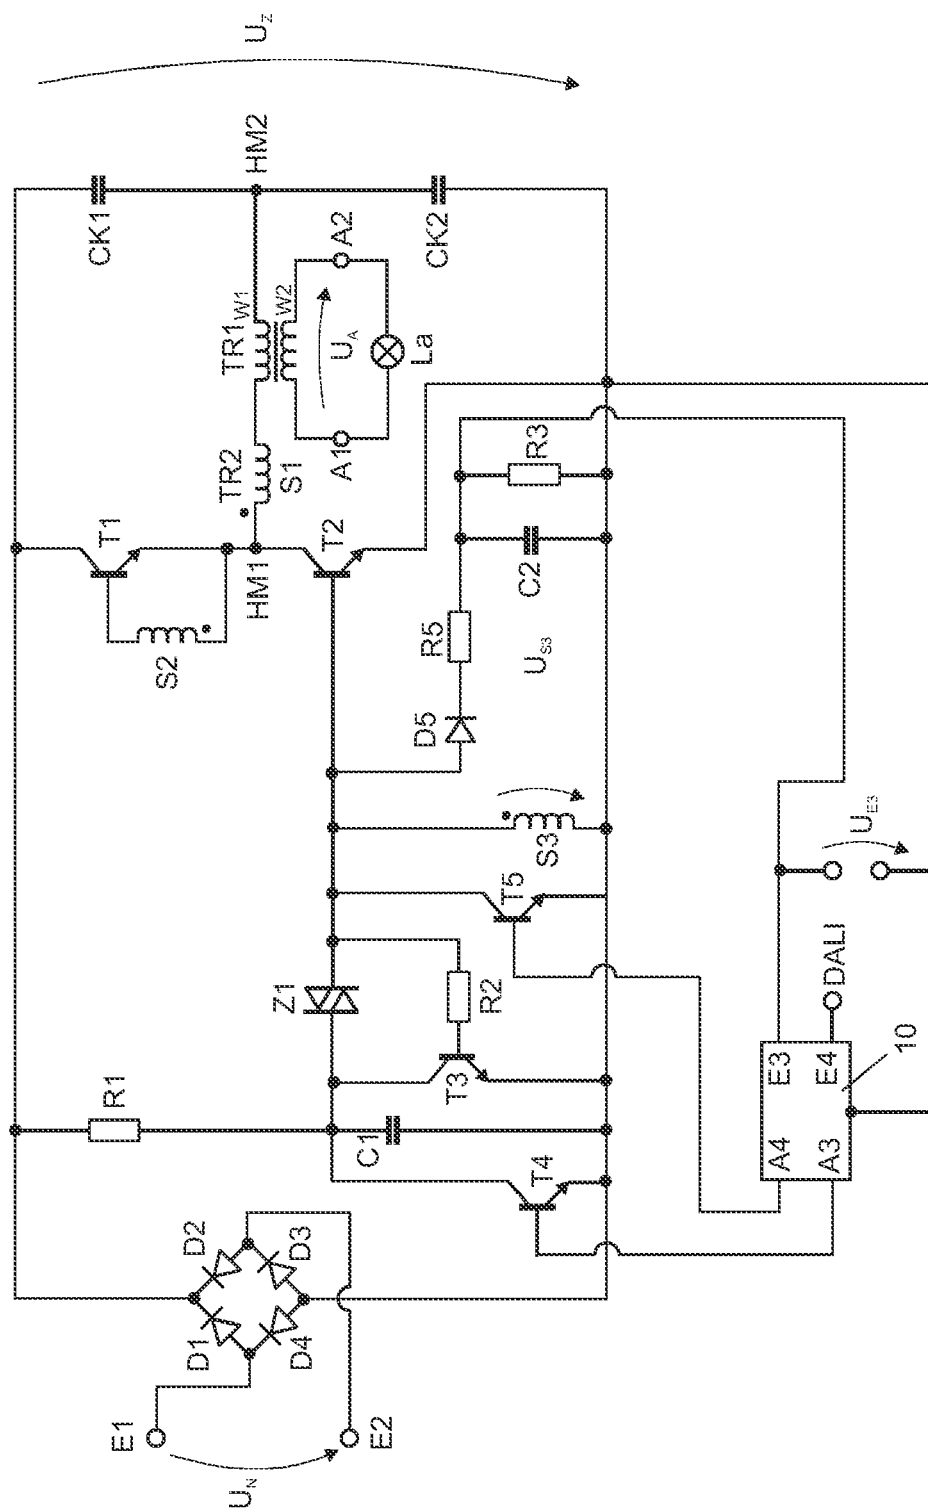 U_Z
CK1
HM2
CK2
TR1
W1
W2
A2
U_A
La
A1
TR2
S1
T1
HM1
T2
S2
R3
C2
R5
U_S3
D5
S3
T5
Z1
R2
T3
R1
C1
T4
U_E3
DALI
E3
E4
A4
A3
10
D2
D3
D1
D4
E1
E2
U_N